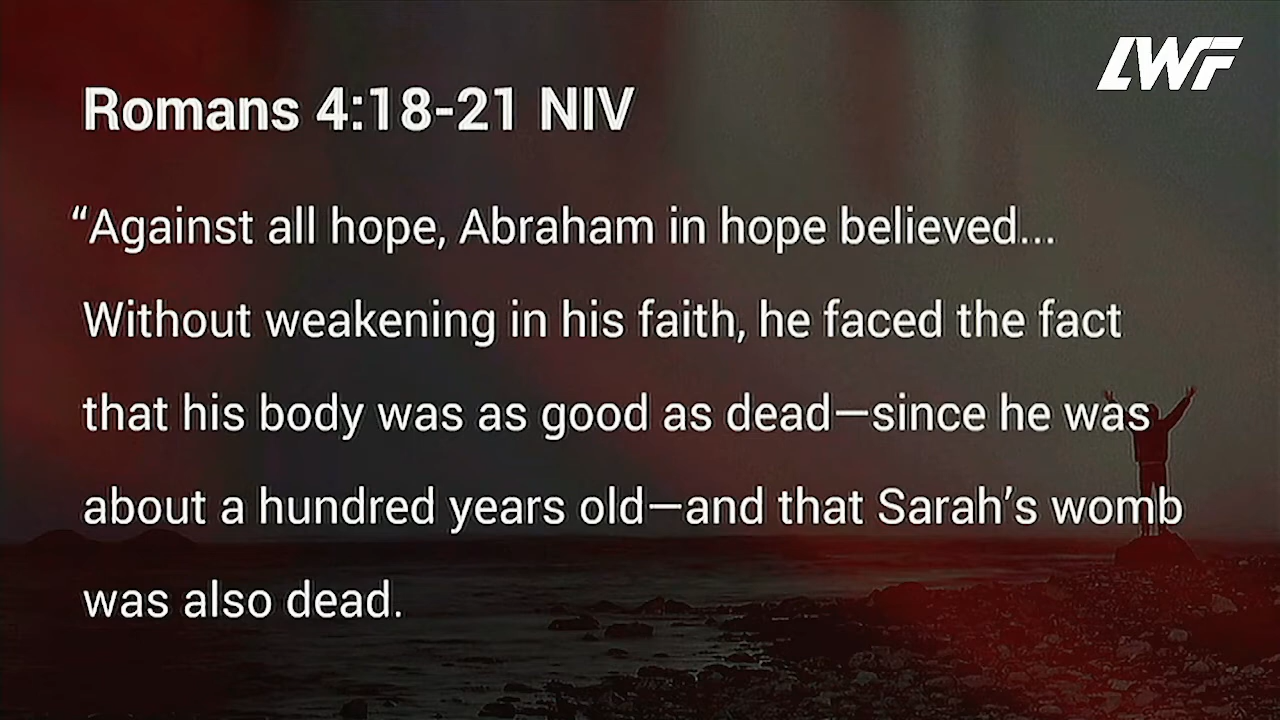 LWF
Romans 4:18-21 NIV
“Against all hope, Abraham in hope believed...
Without weakening in his faith, he faced the fact
that his body was as good as dead—since he was
about a hundred years old—and that Sarah’s womb
was also dead.